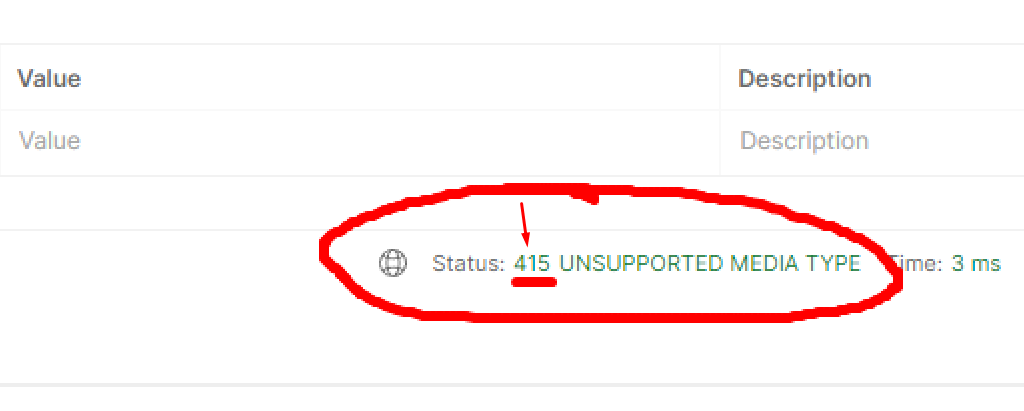 Value Description
Value Description
Status: 415 UNSUPPORTED MEDIA TYPE Time: 3 ms